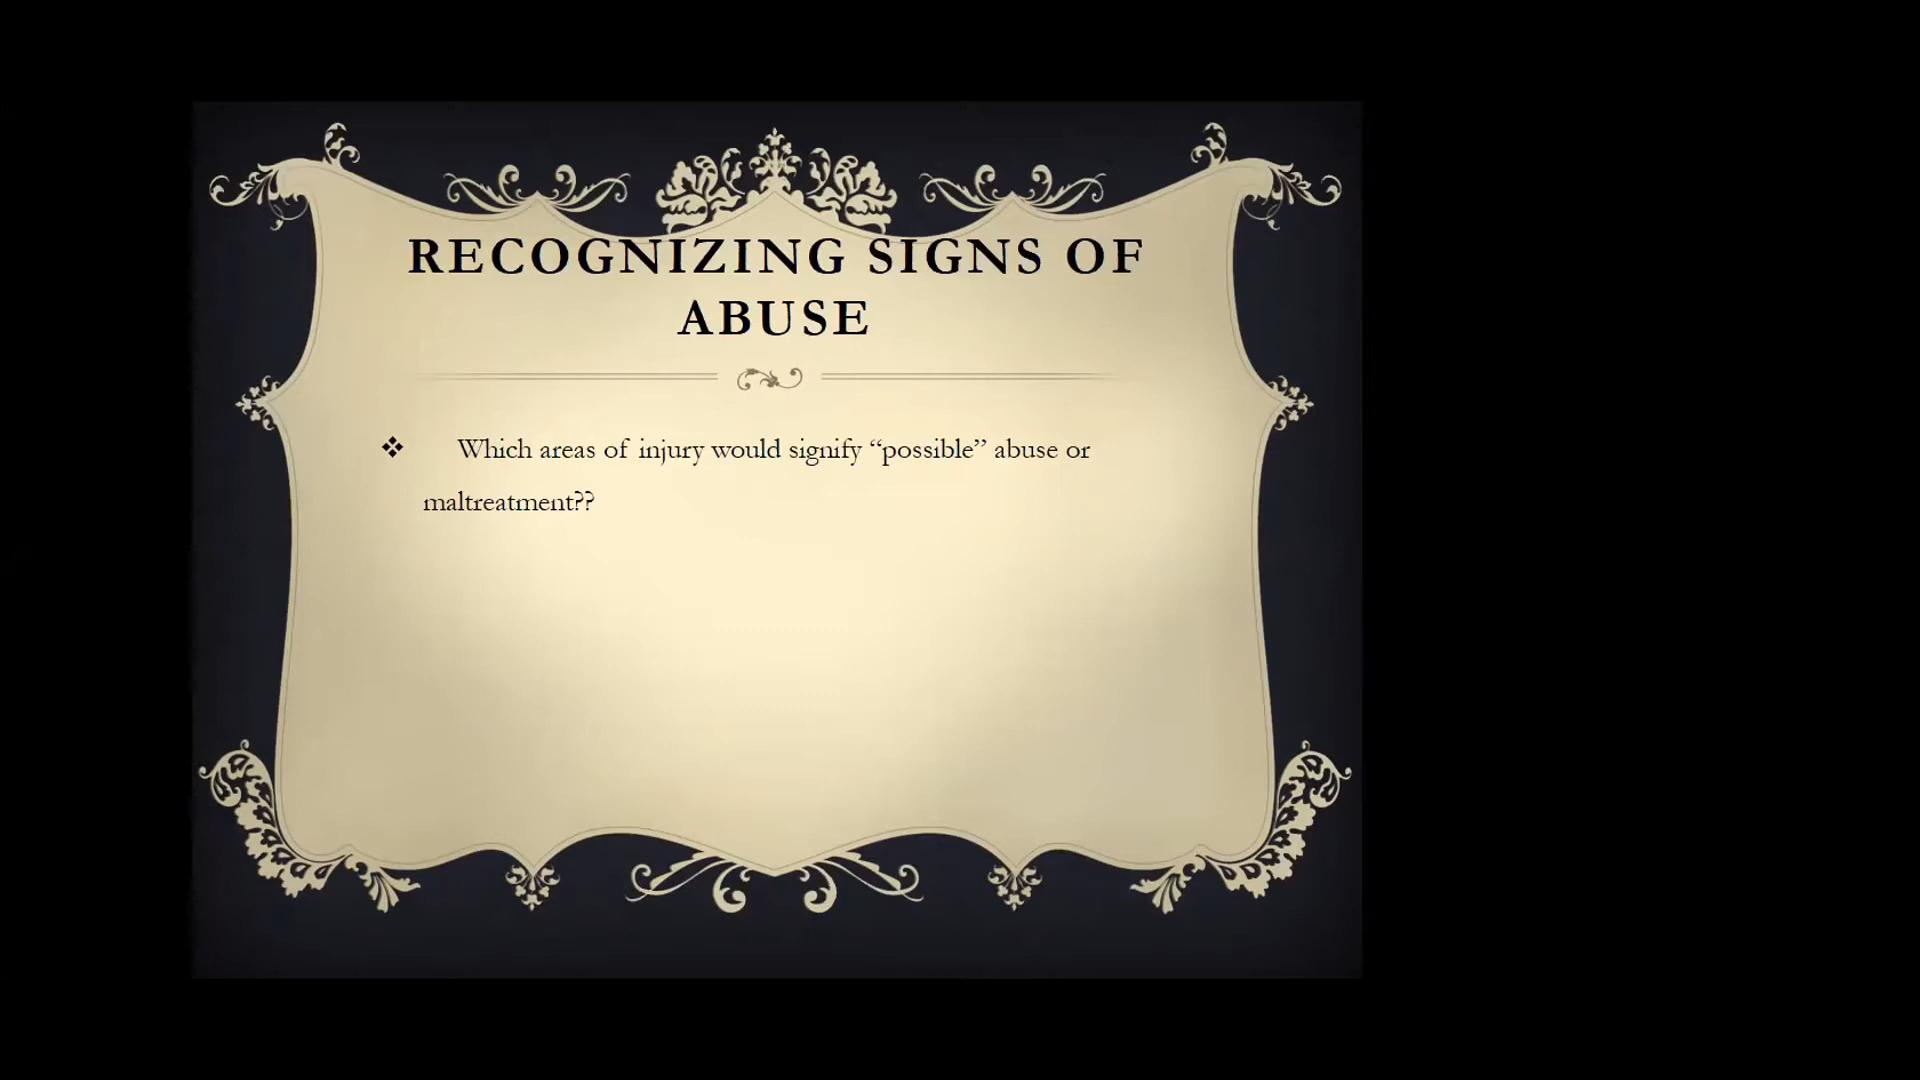 RECOGNIZING SIGNS OF
ABUSE
❖ Which areas of injury would signify “possible” abuse or
maltreatment??